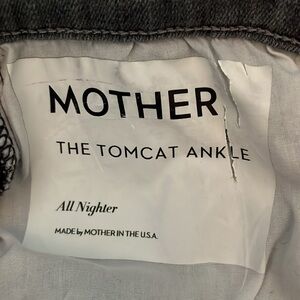 MOTHER
THE TOMCAT ANKLE
All Nighter
MADE by MOTHER IN THE U.S.A.